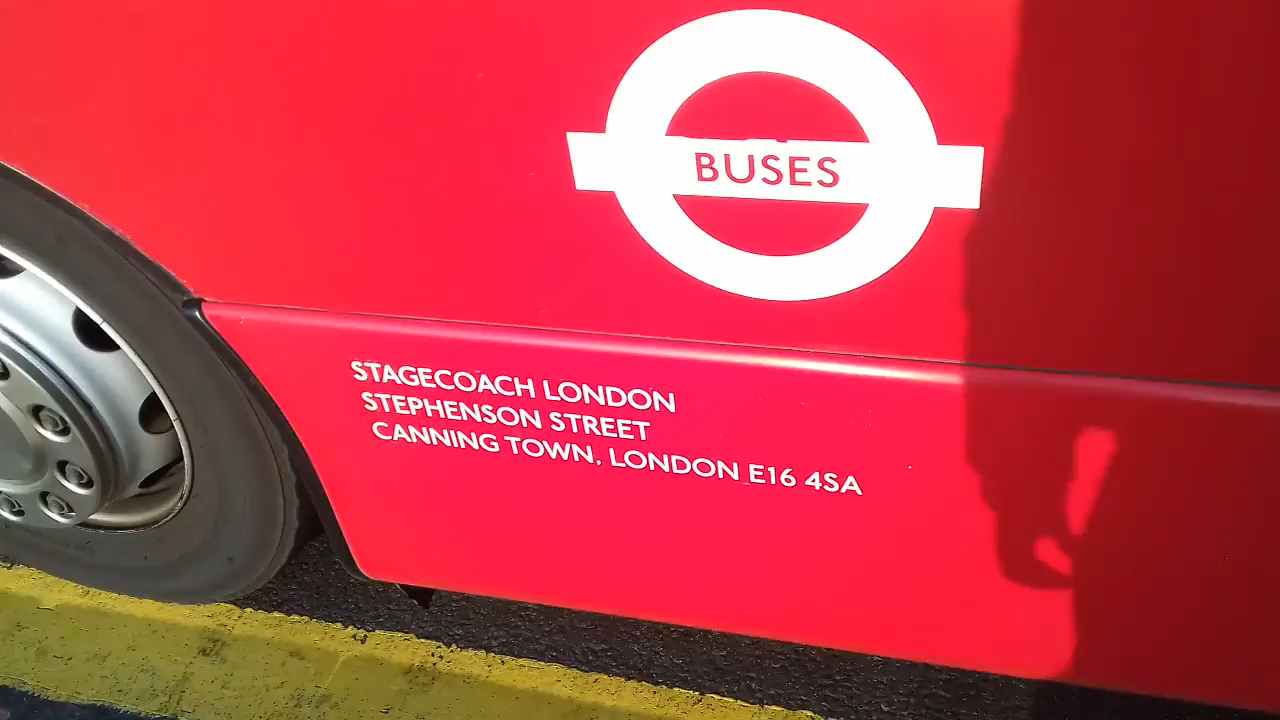 BUSES
STAGECOACH LONDON
STEPHENSON STREET
CANNING TOWN, LONDON E16 4SA